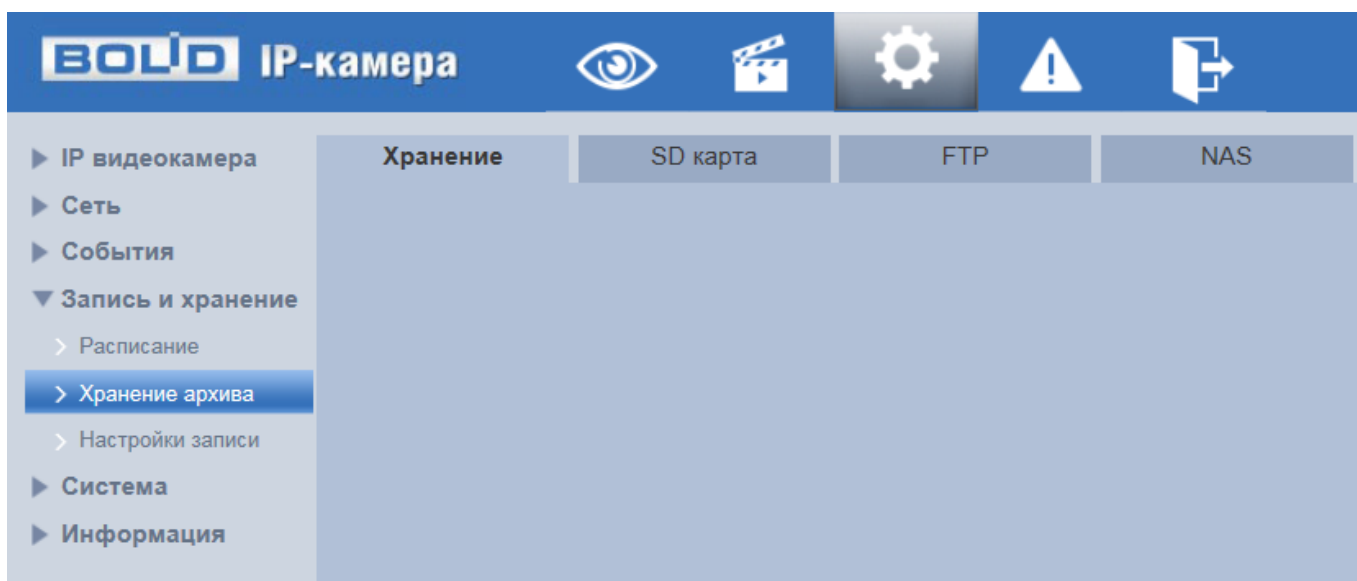 BOLID IP-камера
IP видеокамера
Сеть
События
Запись и хранение
Расписание
Хранение архива
Настройки записи
Система
Информация
Хранение
SD карта
FTP
NAS